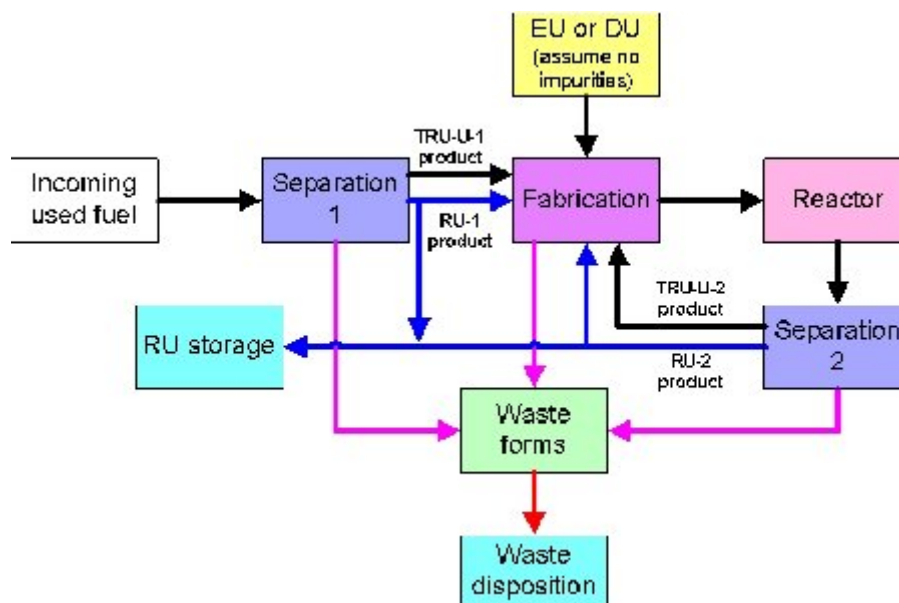 EU or DU
(assume no
impurities)
TRU-U-1
product
Incoming
used fuel
Separation
1
Fabrication
Reactor
RU-1
product
TRU-U-2
product
RU storage
Separation
2
RU-2
product
Waste
forms
Waste
disposition